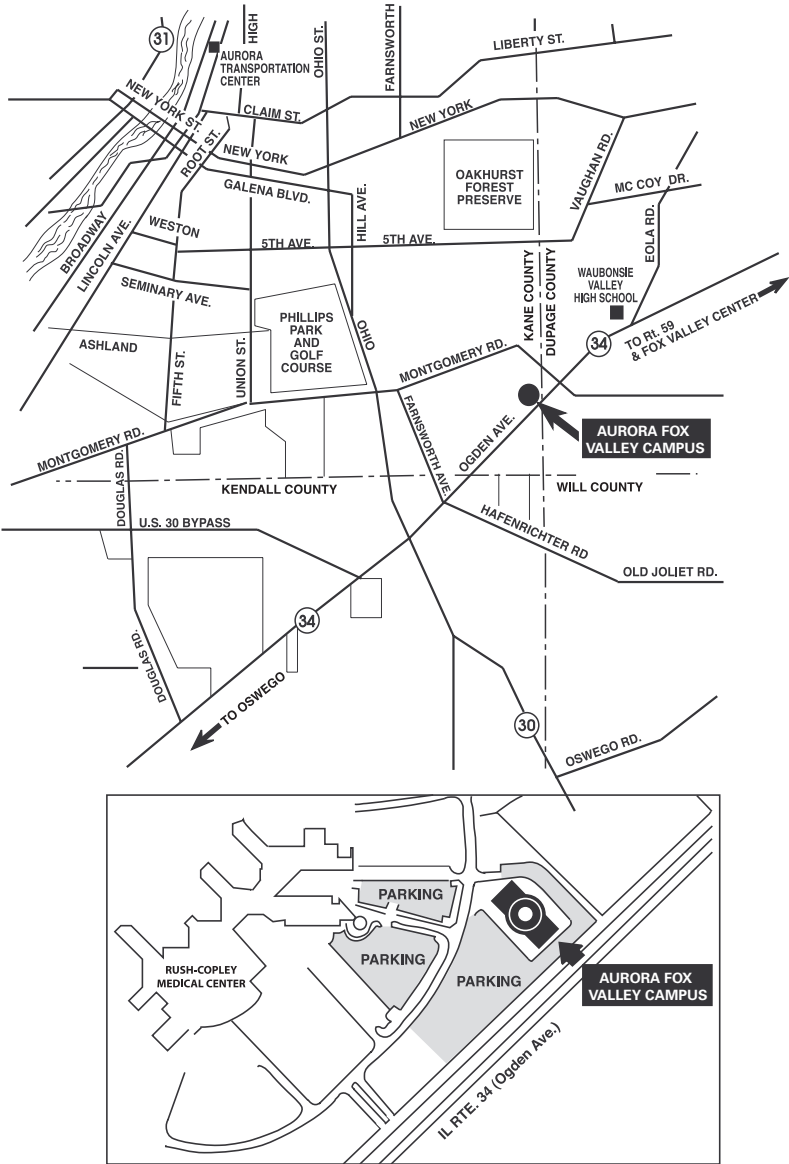 31
HIGH
OHIO ST.
FARNSWORTH
LIBERTY ST.
AURORA
TRANSPORTATION
CENTER
NEW YORK ST.
CLAIM ST.
NEW YORK
ROOT ST.
NEW YORK
GALENA BLVD.
HILL AVE.
OAKHURST
FOREST
PRESERVE
VAUGHAN RD.
MC COY DR.
EOLA RD.
BROADWAY
LINCOLN AVE.
WESTON
5TH AVE.
5TH AVE.
KANE COUNTY
DUPAGE COUNTY
WAUBONSIE
VALLEY
HIGH SCHOOL
SEMINARY AVE.
PHILLIPS
PARK
AND
GOLF
COURSE
OHIO
34
TO Rt. 59
& FOX VALLEY CENTER
ASHLAND
FIFTH ST.
UNION ST.
MONTGOMERY RD.
FARNSWORTH AVE.
OGDEN AVE.
AURORA FOX
VALLEY CAMPUS
MONTGOMERY RD.
DOUGLAS RD.
KENDALL COUNTY
WILL COUNTY
U.S. 30 BYPASS
HAFENRICHTER RD
OLD JOLIET RD.
34
DOUGLAS RD.
TO OSWEGO
30
OSWEGO RD.
PARKING
RUSH-COPLEY
MEDICAL CENTER
PARKING
PARKING
AURORA FOX
VALLEY CAMPUS
IL RTE. 34 (Ogden Ave.)